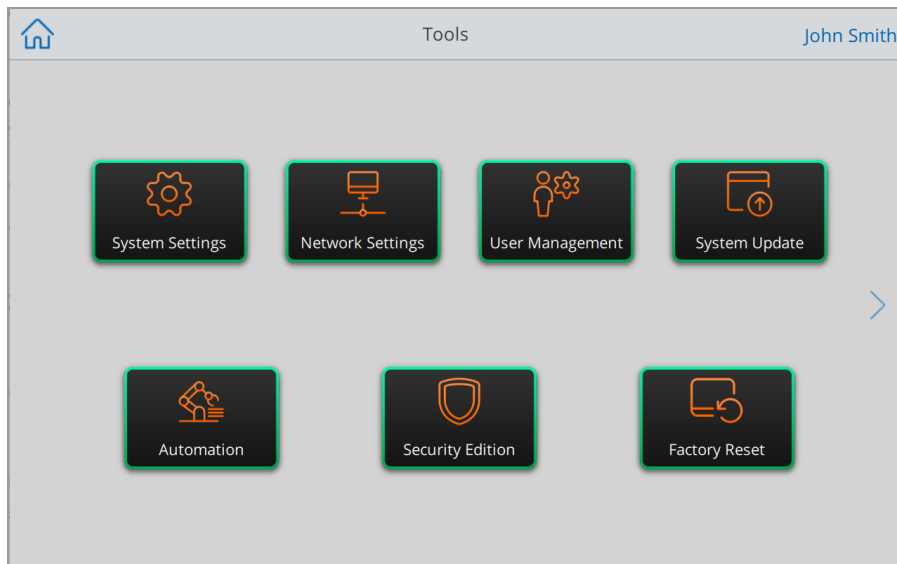 Tools
John Smith
System Settings
Network Settings
User Management
System Update
Automation
Security Edition
Factory Reset